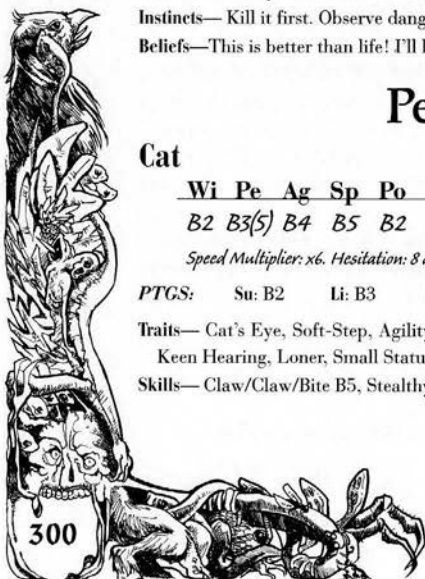 Instincts— Kill it first. Observe dang
Beliefs—This is better than life! I'll
Pe
Cat
Wi Pe Ag Sp Po
B2 B3(5) B4 B5 B2
Speed Multiplier: x6. Hesitation: 8
PTGS: Su: B2 Li: B3
Traits— Cat's Eye, Soft-Step, Agility
Keen Hearing, Loner, Small Statu
Skills— Claw/Claw/Bite B5, Stealthy
300